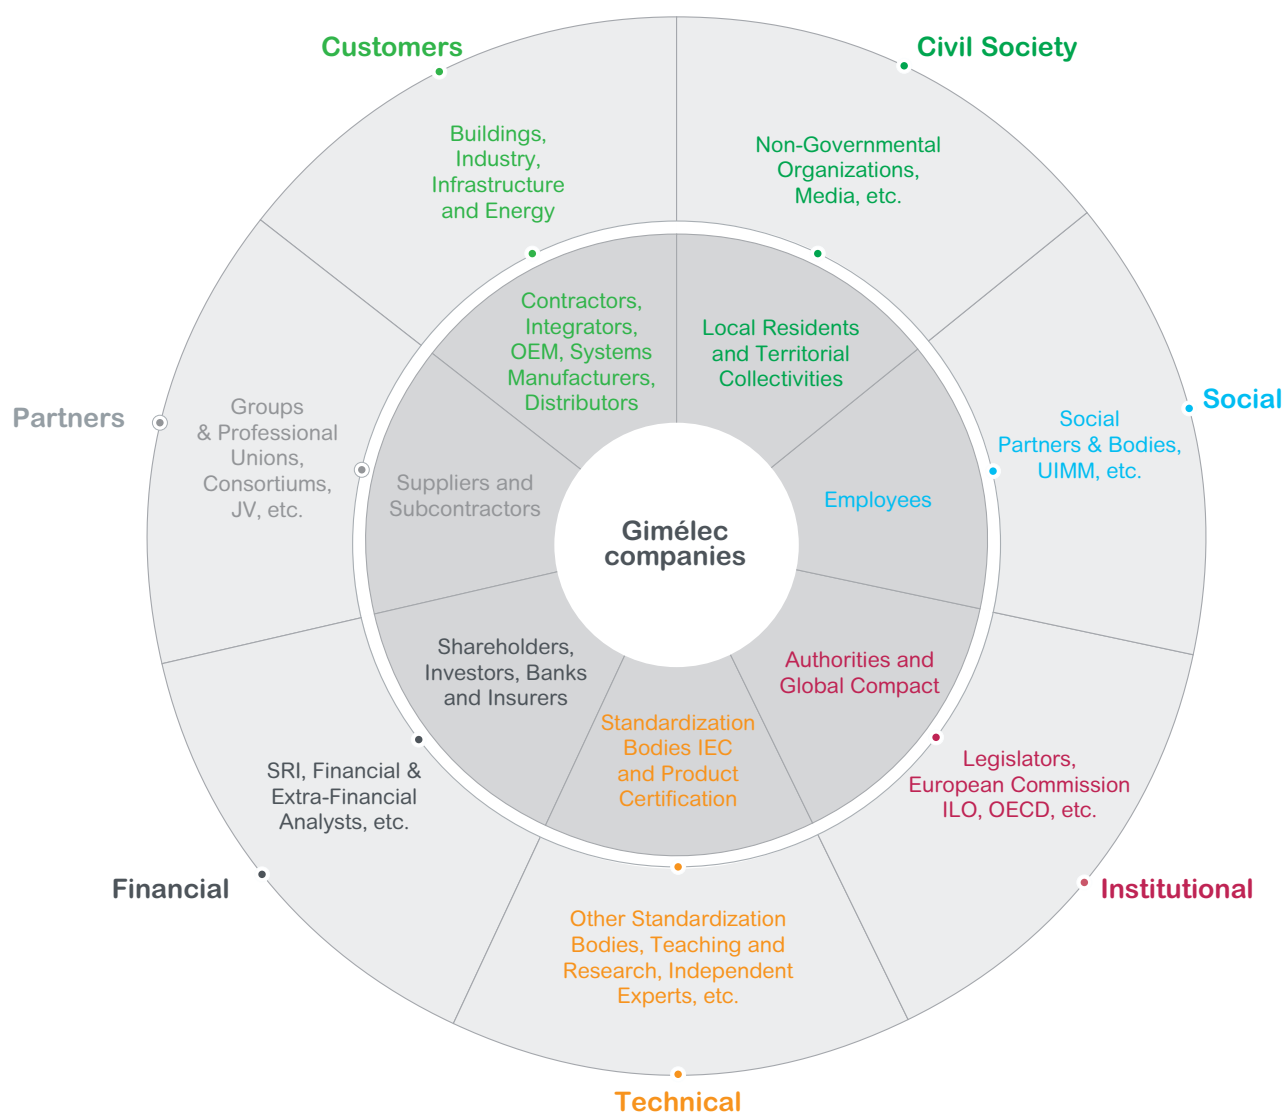 Customers
Civil Society
Buildings,
Industry,
Infrastructure
and Energy
Non-Governmental
Organizations,
Media, etc.
Contractors,
Integrators,
OEM, Systems
Manufacturers,
Distributors
Local Residents
and Territorial
Collectivities
Partners
Groups
& Professional
Unions,
Consortiums,
JV, etc.
Suppliers and
Subcontractors
Gimélec
companies
Employees
Social
Partners & Bodies,
UIMM, etc.
Social
Shareholders,
Investors, Banks
and Insurers
Authorities and
Global Compact
Standardization
Bodies IEC
and Product
Certification
SRI, Financial &
Extra-Financial
Analysts, etc.
Legislators,
European Commission
ILO, OECD, etc.
Financial
Institutional
Other Standardization
Bodies, Teaching and
Research, Independent
Experts, etc.
Technical